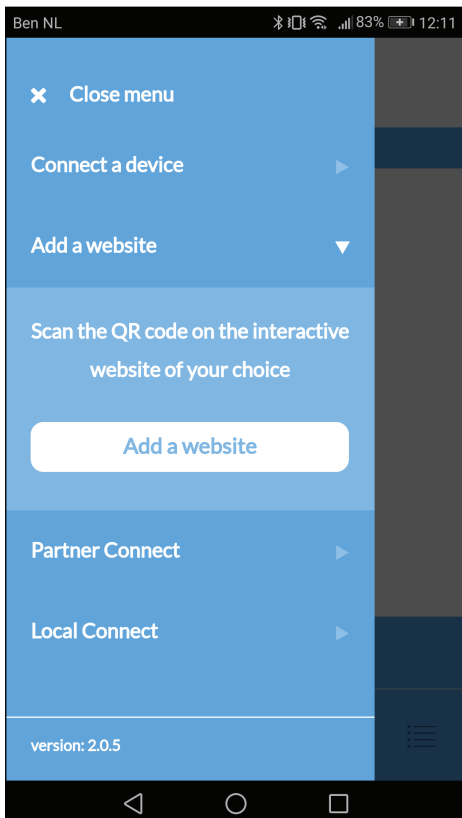 Ben NL 83% 12:11
Close menu
Connect a device
Add a website
Scan the QR code on the interactive
website of your choice
Add a website
Partner Connect
Local Connect
version: 2.0.5